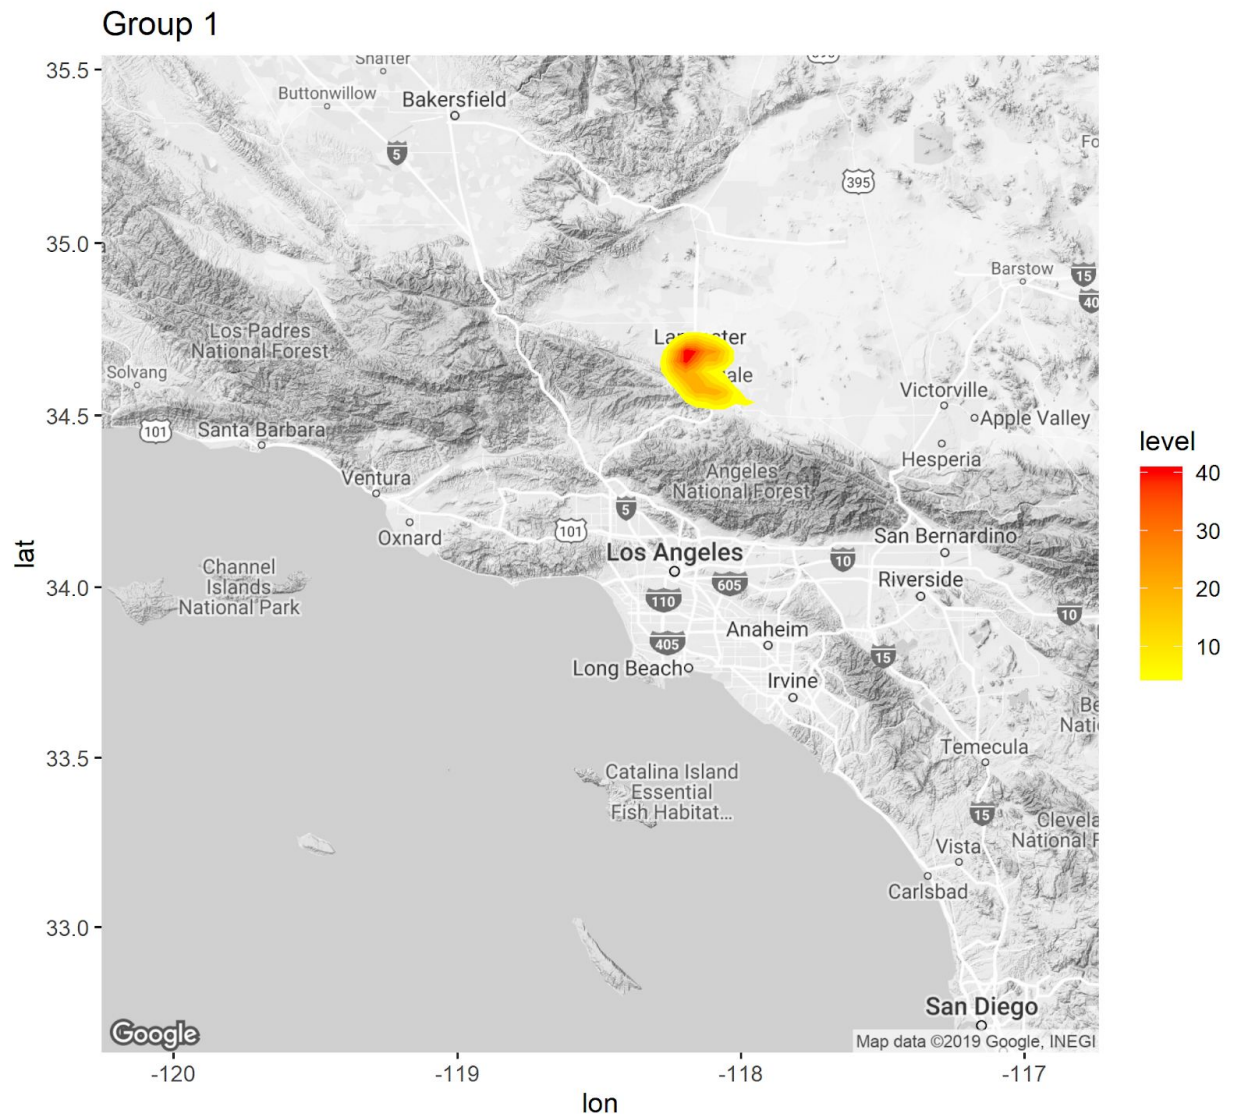 Group 1
35.5
35.0
34.5
34.0
33.5
33.0
lat
-120
-119
-118
-117
lon
level
40
30
20
10
Shafter
Buttonwillow
Bakersfield
5
395
Barstow
15
40
Los Padres
National Forest
Solvang
101
Santa Barbara
Ventura
Oxnard
Victorville
Apple Valley
Hesperia
Angeles
National Forest
5
101
Los Angeles
San Bernardino
10
Riverside
605
110
10
Channel
Islands
National Park
Anaheim
405
15
Long Beach
Irvine
Temecula
Catalina Island
Essential
Fish Habitat...
15
Vista
Carlsbad
San Diego
Google
Map data ©2019 Google, INEGI